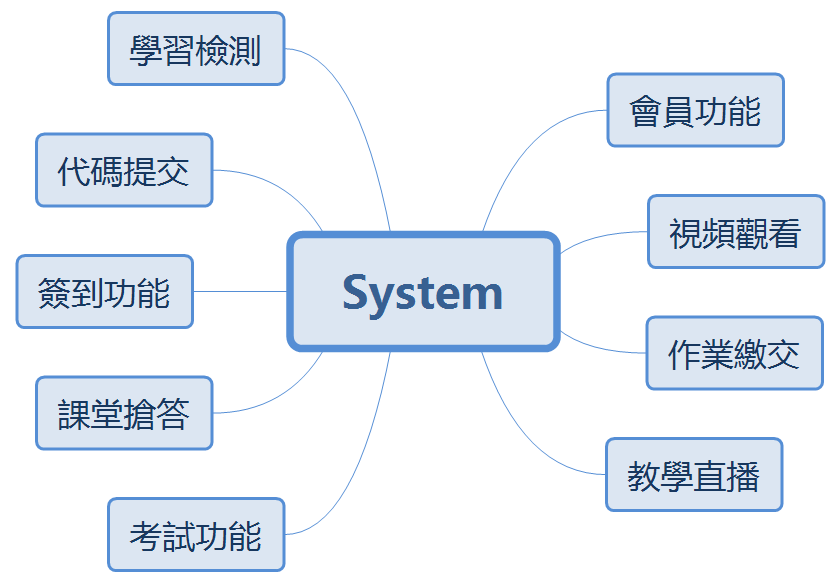 學習檢測
代碼提交
簽到功能
課堂搶答
考試功能
System
會員功能
視頻觀看
作業繳交
教學直播